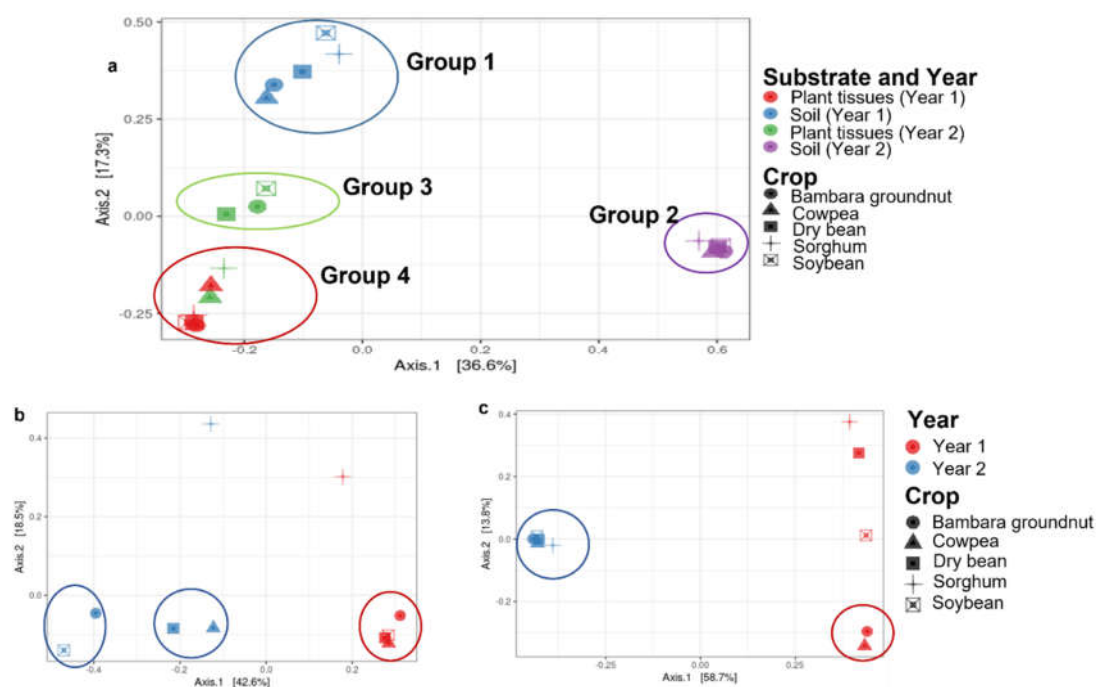 a
0.50
0.25
0.00
-0.25
Axis.2 [17.3%]
Group 1
Group 3
Group 2
Group 4
-0.2
0.0
0.2
0.4
0.6
Axis.1 [36.6%]
Substrate and Year
Plant tissues (Year 1)
Soil (Year 1)
Plant tissues (Year 2)
Soil (Year 2)
Crop
Bambara groundnut
Cowpea
Dry bean
Sorghum
Soybean
b
0.4
0.2
0.0
Axis.2 [18.5%]
-0.4
-0.2
0.0
0.2
Axis.1 [42.6%]
c
0.4
0.2
0.0
-0.2
Axis.2 [13.8%]
-0.25
0.00
0.25
Axis.1 [58.7%]
Year
Year 1
Year 2
Crop
Bambara groundnut
Cowpea
Dry bean
Sorghum
Soybean